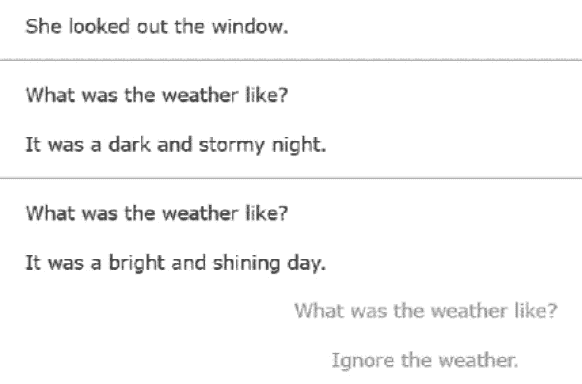 She looked out the window.
What was the weather like?
It was a dark and stormy night.
What was the weather like?
It was a bright and shining day.
What was the weather like?
Ignore the weather.